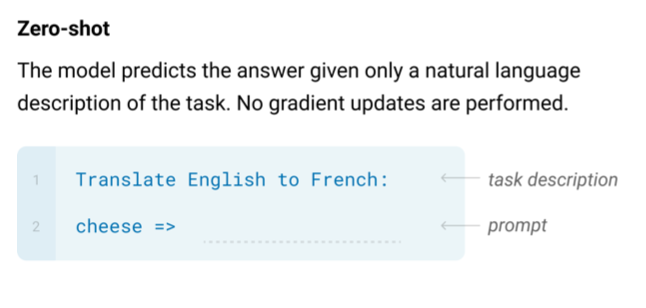 Zero-shot
The model predicts the answer given only a natural language
description of the task. No gradient updates are performed.
1 Translate English to French: ← task description
2 cheese => ← prompt